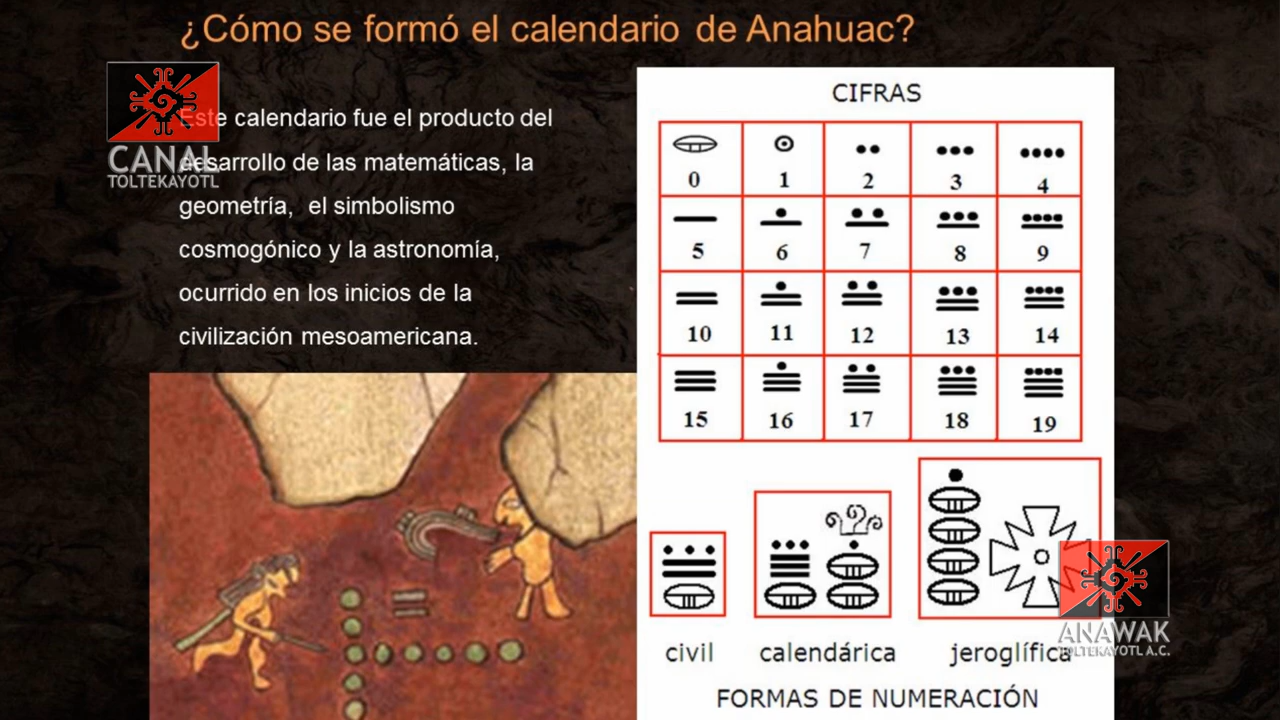 ¿Cómo se formó el calendario de Anahuac?
Este calendario fue el producto del
desarrollo de las matemáticas, la
geometría, el simbolismo
cosmogónico y la astronomía,
ocurrido en los inicios de la
civilización mesoamericana.
CANAL
TOLTEKAYOTL
CIFRAS
0 1 2 3 4
5 6 7 8 9
10 11 12 13 14
15 16 17 18 19
civil calendárica jeroglífica
FORMAS DE NUMERACIÓN
ANAWAK
TOLTEKAYOTL A.C.